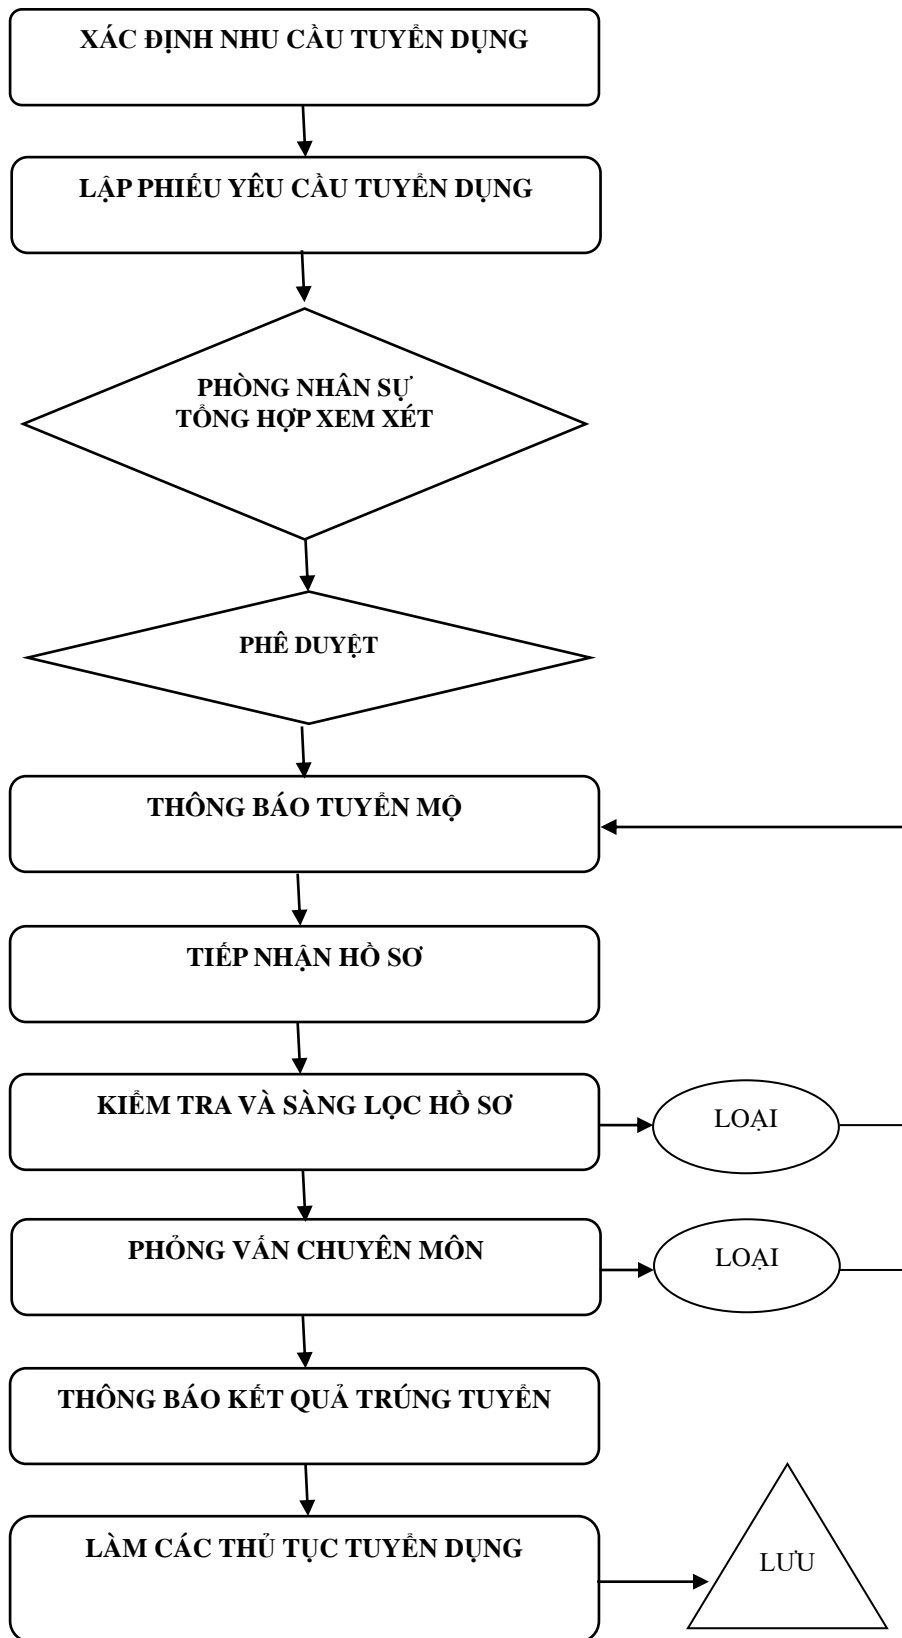 XÁC ĐỊNH NHU CẦU TUYỂN DỤNG
LẬP PHIẾU YÊU CẦU TUYỂN DỤNG
PHÒNG NHÂN SỰ
TỔNG HỢP XEM XÉT
PHÊ DUYỆT
THÔNG BÁO TUYỂN MỘ
TIẾP NHẬN HỒ SƠ
KIỂM TRA VÀ SÀNG LỌC HỒ SƠ
LOẠI
PHỎNG VẤN CHUYÊN MÔN
LOẠI
THÔNG BÁO KẾT QUẢ TRÚNG TUYỂN
LÀM CÁC THỦ TỤC TUYỂN DỤNG
LƯU